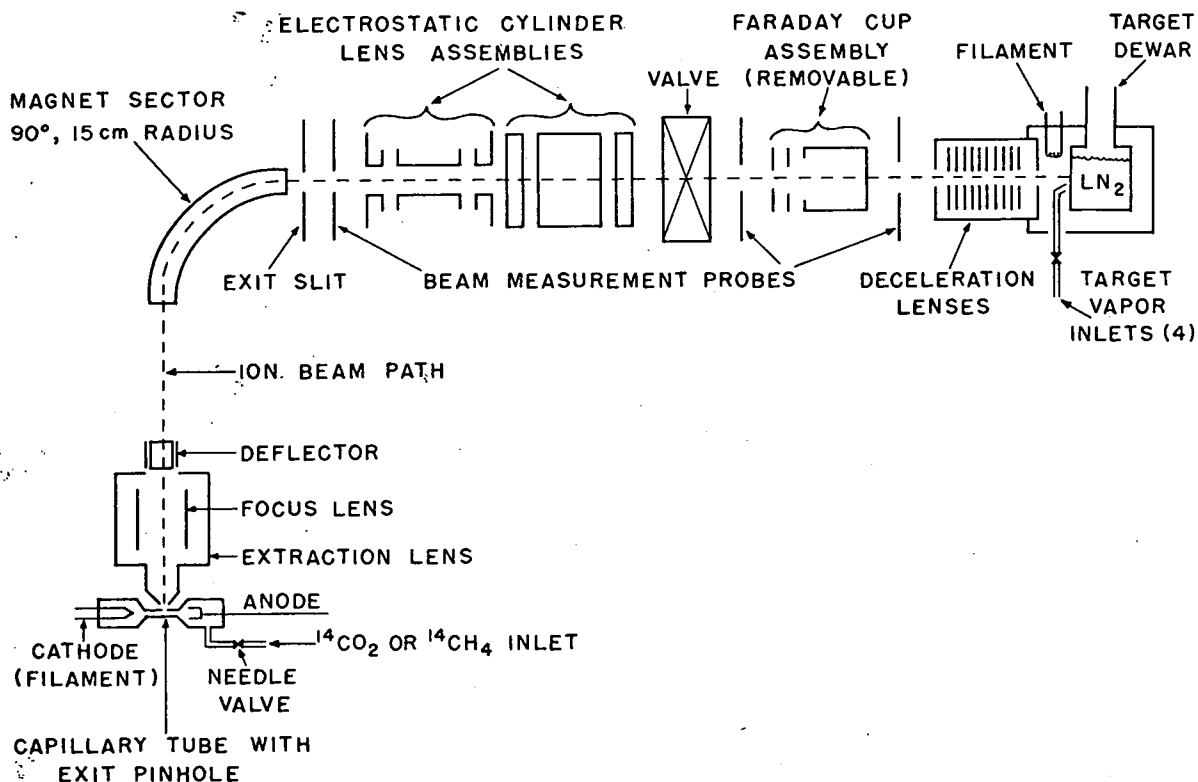 ELECTROSTATIC CYLINDER
LENS ASSEMBLIES
FARADAY CUP
ASSEMBLY
(REMOVABLE)
TARGET
DEWAR
FILAMENT
VALVE
MAGNET SECTOR
90°, 15 cm RADIUS
LN₂
EXIT SLIT
BEAM MEASUREMENT PROBES
DECELERATION
LENSES
TARGET
VAPOR
INLETS (4)
ION BEAM PATH
DEFLECTOR
FOCUS LENS
EXTRACTION LENS
ANODE
¹⁴CO₂ OR ¹⁴CH₄ INLET
CATHODE
(FILAMENT)
NEEDLE
VALVE
CAPILLARY TUBE WITH
EXIT PINHOLE